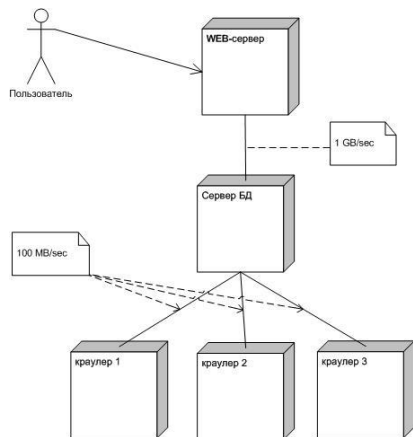 WEB-сервер
Пользователь
1 GB/sec
Сервер БД
100 MB/sec
краулер 1
краулер 2
краулер 3